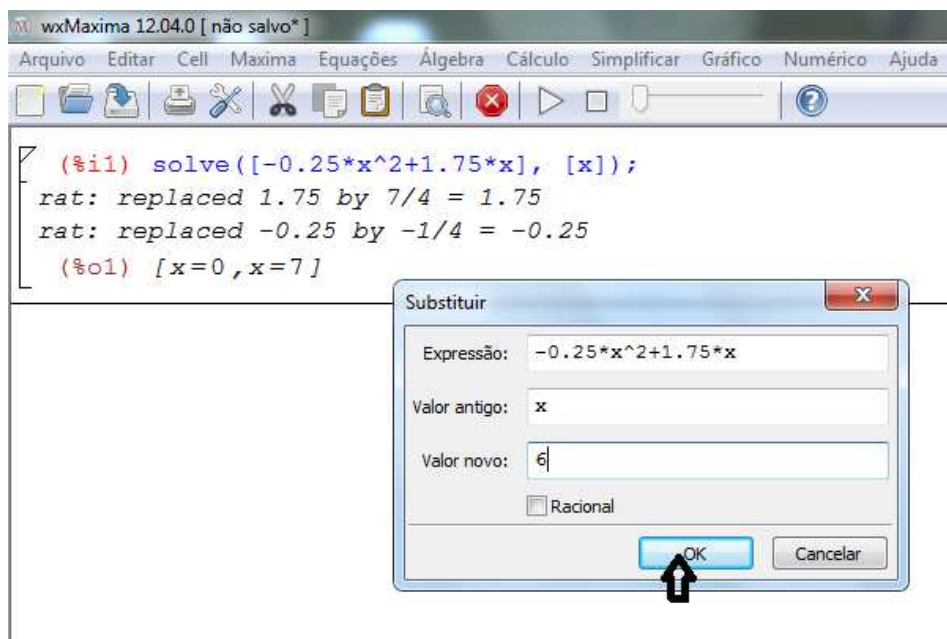 wxMaxima 12.04.0 [ não salvo* ]
Arquivo Editar Cell Maxima Equações Álgebra Cálculo Simplificar Gráfico Numérico Ajuda
(%i1) solve([-0.25*x^2+1.75*x], [x]);
rat: replaced 1.75 by 7/4 = 1.75
rat: replaced -0.25 by -1/4 = -0.25
(%o1) [x=0,x=7]
Substituir
Expressão: -0.25*x^2+1.75*x
Valor antigo: x
Valor novo: 6
Racional
OK Cancelar